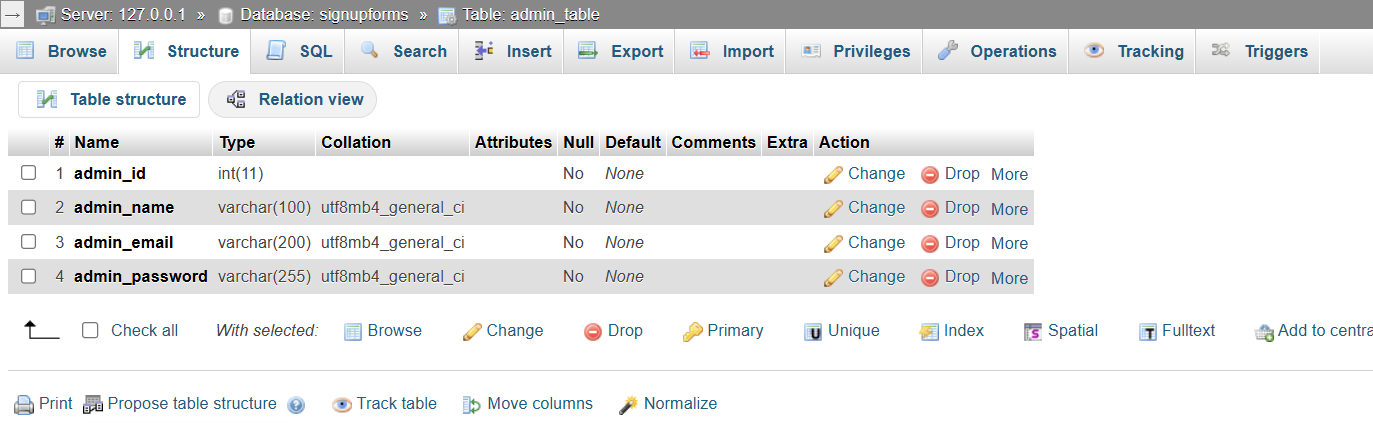 → Server: 127.0.0.1 » Database: signupforms » Table: admin_table
Browse Structure SQL Search Insert Export Import Privileges Operations Tracking Triggers
Table structure Relation view
# Name Type Collation Attributes Null Default Comments Extra Action
1 admin_id int(11) No None Change Drop More
2 admin_name varchar(100) utf8mb4_general_ci No None Change Drop More
3 admin_email varchar(200) utf8mb4_general_ci No None Change Drop More
4 admin_password varchar(255) utf8mb4_general_ci No None Change Drop More
Check all With selected: Browse Change Drop Primary U Unique Index S Spatial T Fulltext Add to centra
Print Propose table structure Track table Move columns Normalize